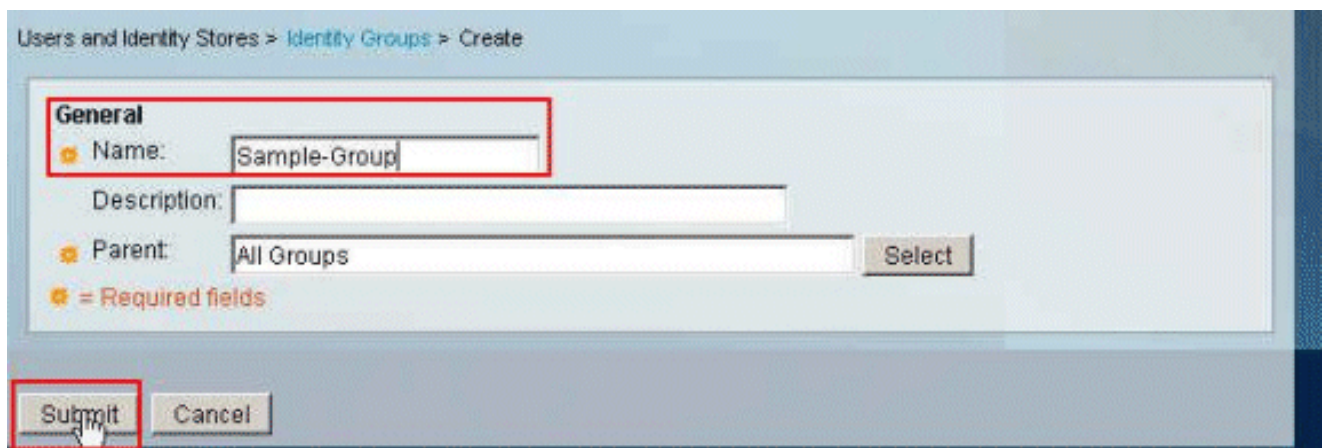 Users and Identity Stores > Identity Groups > Create
General
Name: Sample-Group
Description:
Parent: All Groups Select
= Required fields
Submit Cancel